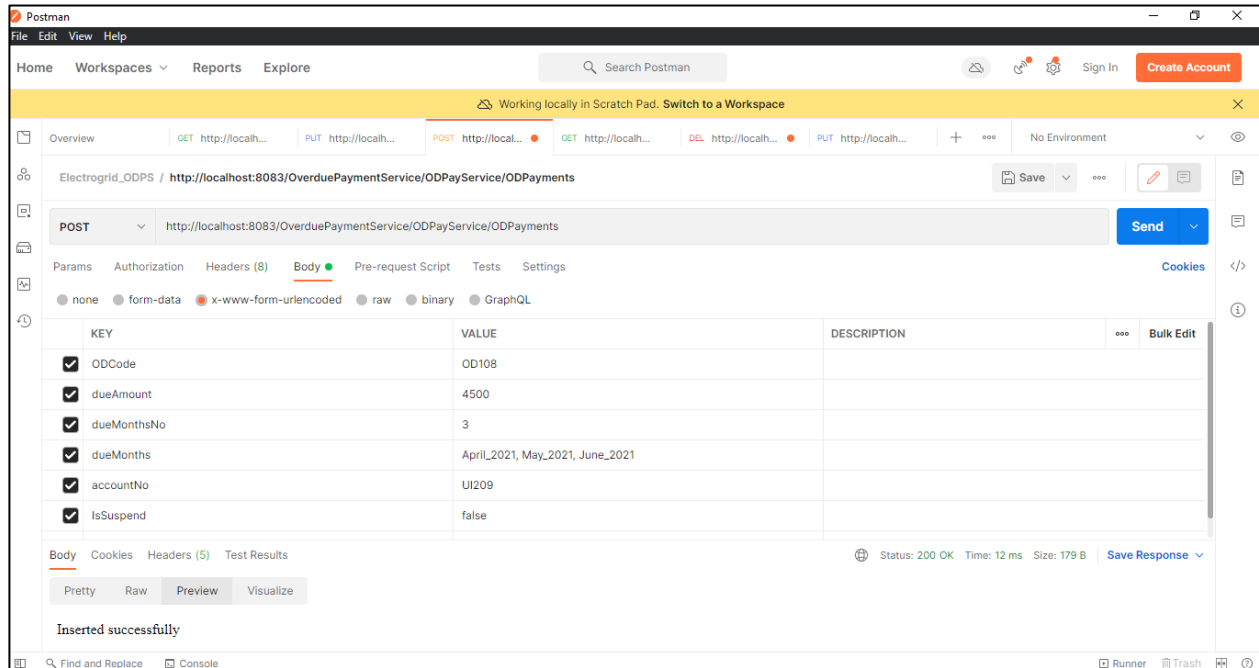 Postman
File Edit View Help
Home Workspaces Reports Explore Search Postman Sign In Create Account
Working locally in Scratch Pad. Switch to a Workspace
Overview GET http://localh... PUT http://localh... POST http://local... GET http://localh... DEL http://localh... PUT http://localh... No Environment
Electrogrid_ODPS / http://localhost:8083/OverduePaymentService/ODPayService/ODPayments Save
POST http://localhost:8083/OverduePaymentService/ODPayService/ODPayments Send
Params Authorization Headers (8) Body Pre-request Script Tests Settings Cookies
none form-data x-www-form-urlencoded raw binary GraphQL
KEY VALUE DESCRIPTION Bulk Edit
ODCode OD108
dueAmount 4500
dueMonthsNo 3
dueMonths April_2021, May_2021, June_2021
accountNo UI209
IsSuspend false
Body Cookies Headers (5) Test Results Status: 200 OK Time: 12 ms Size: 179 B Save Response
Pretty Raw Preview Visualize
Inserted successfully
Find and Replace Console Runner Trash